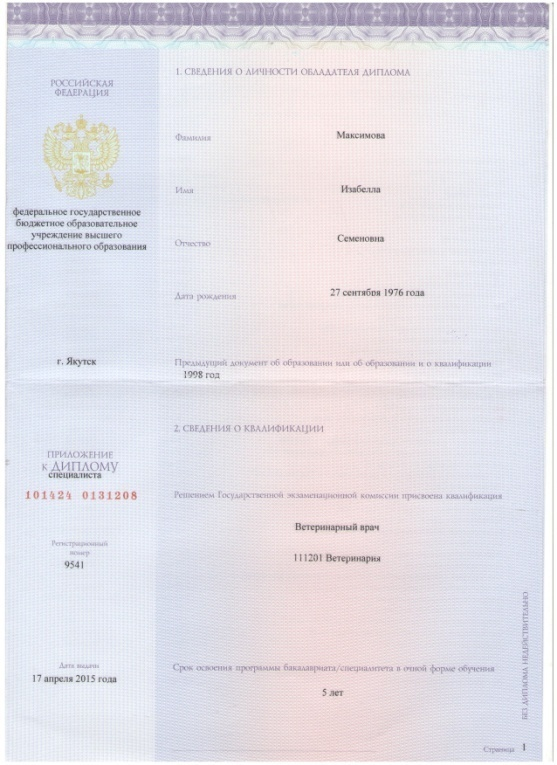 РОССИЙСКАЯ
ФЕДЕРАЦИЯ
федеральное государственное
бюджетное образовательное
учреждение высшего
профессионального образования
г. Якутск
ПРИЛОЖЕНИЕ
к ДИПЛОМУ
специалиста
101424 0131208
Регистрационный
номер
9541
Дата выдачи
17 апреля 2015 года
1. СВЕДЕНИЯ О ЛИЧНОСТИ ОБЛАДАТЕЛЯ ДИПЛОМА
Фамилия
Максимова
Имя
Изабелла
Отчество
Семеновна
Дата рождения
27 сентября 1976 года
Предыдущий документ об образовании или об образовании и о квалификации
1998 год
2. СВЕДЕНИЯ О КВАЛИФИКАЦИИ
Решением Государственной экзаменационной комиссии присвоена квалификация
Ветеринарный врач
111201 Ветеринария
Срок освоения программы бакалавриата/специалитета в очной форме обучения
5 лет
БЕЗ ДИПЛОМА НЕДЕЙСТВИТЕЛЬНО
Страница 1